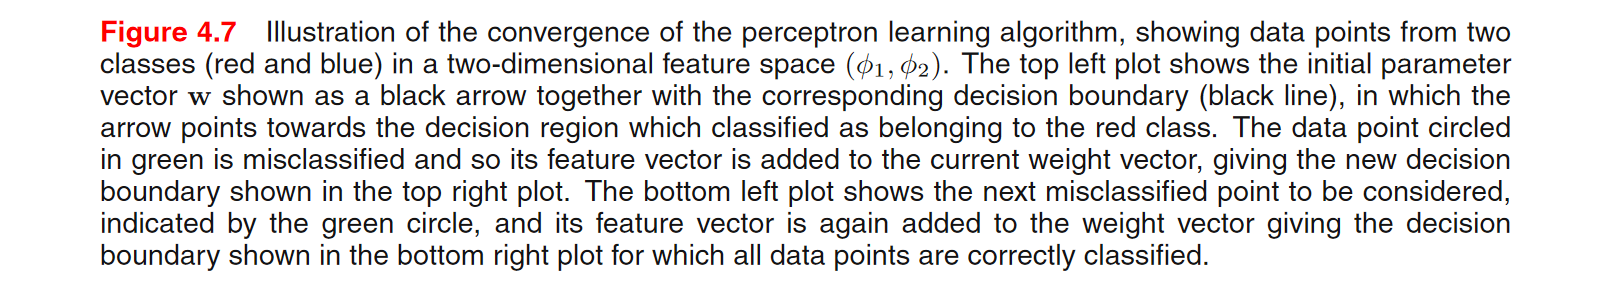 Figure 4.7 Illustration of the convergence of the perceptron learning algorithm, showing data points from two
classes (red and blue) in a two-dimensional feature space (ϕ1, ϕ2). The top left plot shows the initial parameter
vector w shown as a black arrow together with the corresponding decision boundary (black line), in which the
arrow points towards the decision region which classified as belonging to the red class. The data point circled
in green is misclassified and so its feature vector is added to the current weight vector, giving the new decision
boundary shown in the top right plot. The bottom left plot shows the next misclassified point to be considered,
indicated by the green circle, and its feature vector is again added to the weight vector giving the decision
boundary shown in the bottom right plot for which all data points are correctly classified.